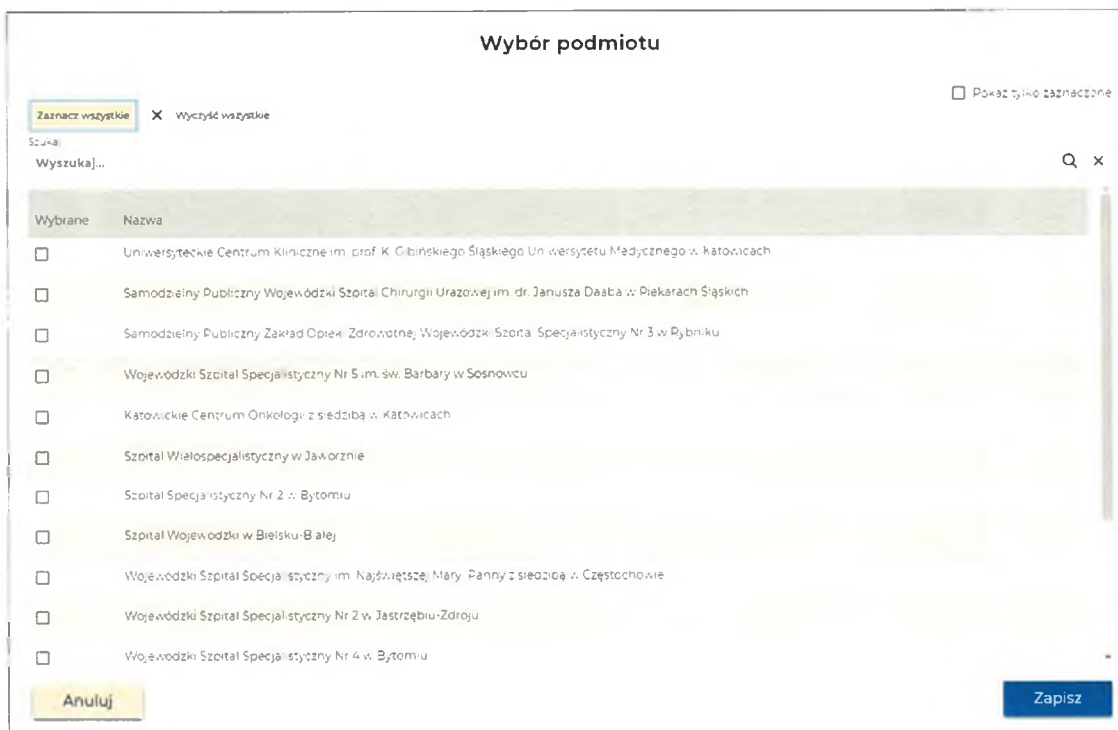 Wybór podmiotu
Pokaż tylko zaznaczone
Zaznacz wszystkie
Wyczyść wszystkie
Szukaj
Wyszukaj...
Wybrane Nazwa
Uniwersyteckie Centrum Kliniczne im. prof. K. Gibińskiego Śląskiego Uniwersytetu Medycznego w Katowicach
Samodzielny Publiczny Wojewódzki Szpital Chirurgii Urazowej im. dr. Janusza Daaba w Piekarach Śląskich
Samodzielny Publiczny Zakład Opieki Zdrowotnej Wojewódzki Szpital Specjalistyczny Nr 3 w Rybniku
Wojewódzki Szpital Specjalistyczny Nr 5 im. św. Barbary w Sosnowcu
Katowickie Centrum Onkologii z siedzibą w Katowicach
Szpital Wielospecjalistyczny w Jaworznie
Szpital Specjalistyczny Nr 2 w Bytomiu
Szpital Wojewódzki w Bielsku-Białej
Wojewódzki Szpital Specjalistyczny im. Najświętszej Maryi Panny z siedzibą w Częstochowie
Wojewódzki Szpital Specjalistyczny Nr 2 w Jastrzębiu-Zdroju
Wojewódzki Szpital Specjalistyczny Nr 4 w Bytomiu
Anuluj
Zapisz